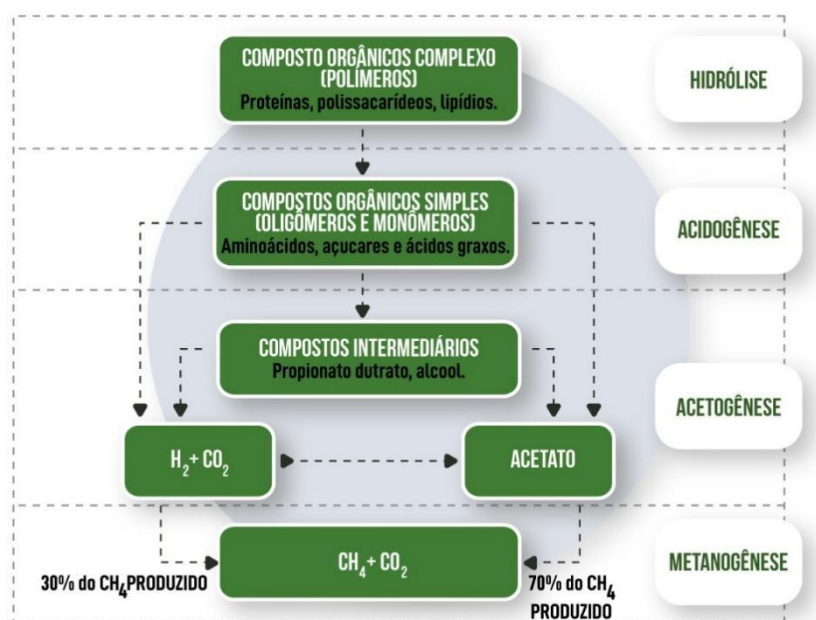 COMPOSTO ORGÂNICOS COMPLEXO
(POLÍMEROS)
Proteínas, polissacarídeos, lipídios.
HIDRÓLISE
COMPOSTOS ORGÂNICOS SIMPLES
(OLIGÔMEROS E MONÔMEROS)
Aminoácidos, açucares e ácidos graxos.
ACIDOGÊNESE
COMPOSTOS INTERMEDIÁRIOS
Propionato dutrato, alcool.
ACETOGÊNESE
H₂+ CO₂
ACETATO
CH₄+ CO₂
METANOGÊNESE
30% do CH₄PRODUZIDO
70% do CH₄
PRODUZIDO